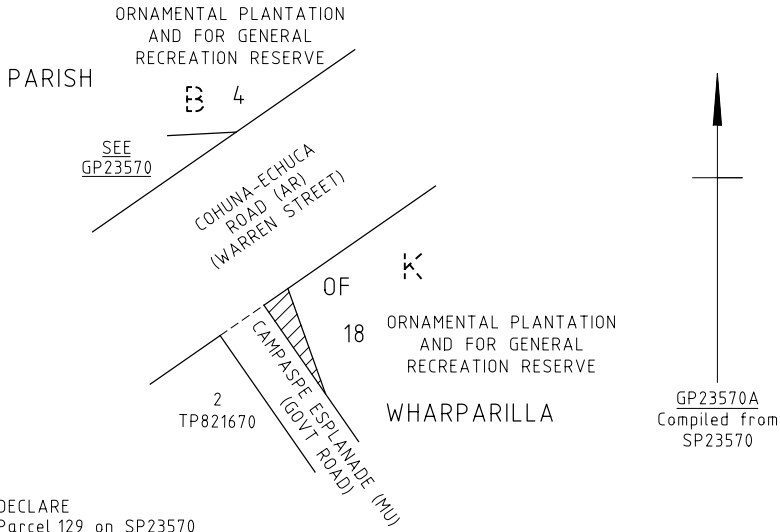 ORNAMENTAL PLANTATION
AND FOR GENERAL
RECREATION RESERVE
PARISH
B 4
SEE
GP23570
COHUNA-ECHUCA
ROAD (AR)
(WARREN STREET)
K
OF
18
ORNAMENTAL PLANTATION
AND FOR GENERAL
RECREATION RESERVE
CAMPASPE ESPLANADE (MU)
(GOVT ROAD)
2
TP821670
WHARPARILLA
GP23570A
Compiled from
SP23570
DECLARE
Parcel 129 on SP23570